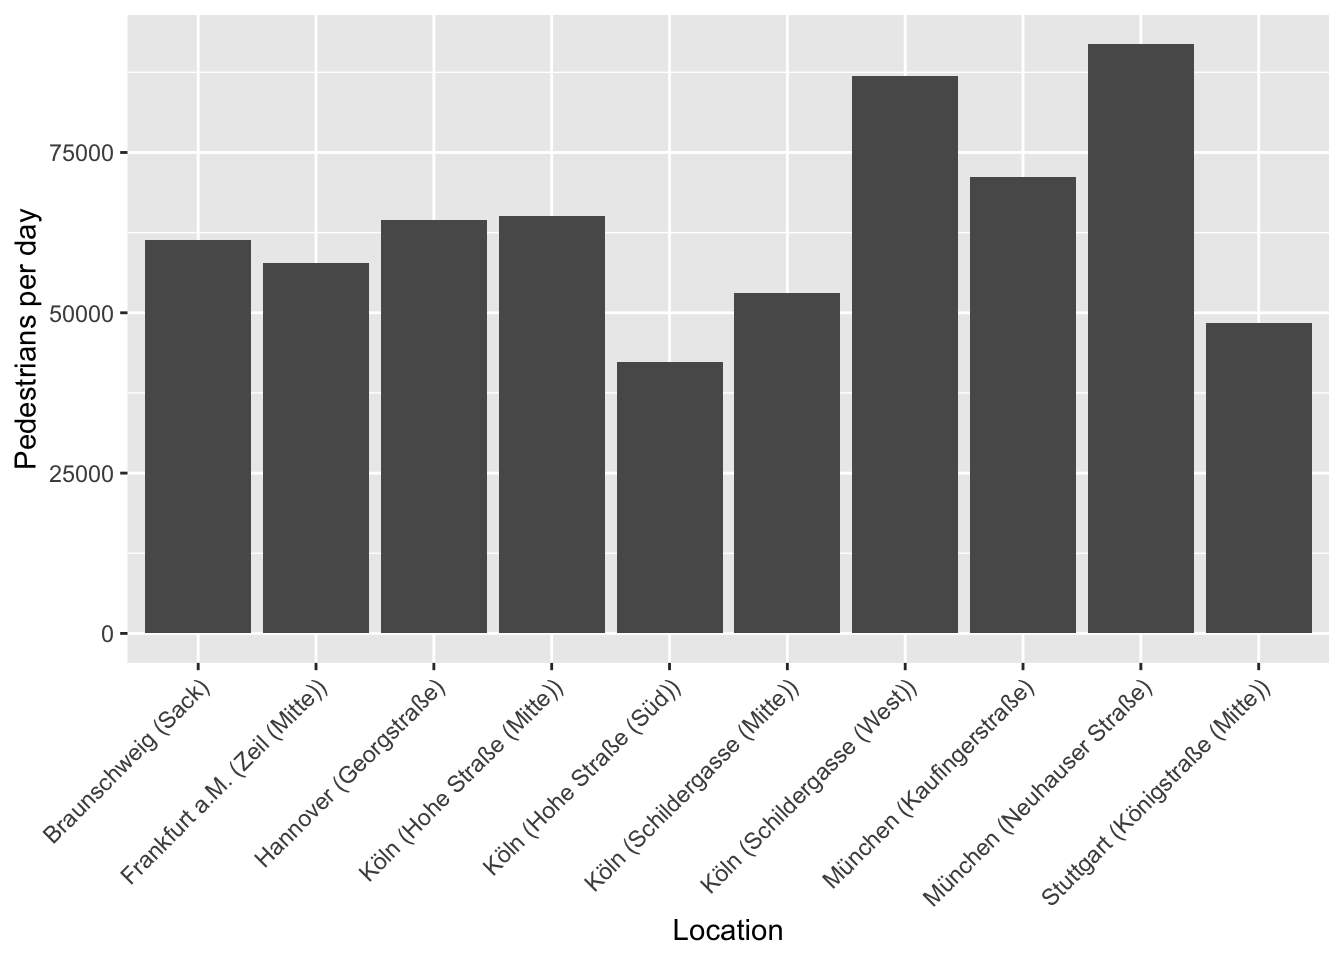 Pedestrians per day
75000
50000
25000
0
Braunschweig (Sack)
Frankfurt a.M. (Zeil (Mitte))
Hannover (Georgstraße)
Köln (Hohe Straße (Mitte))
Köln (Hohe Straße (Süd))
Köln (Schildergasse (Mitte))
Köln (Schildergasse (West))
München (Kaufingerstraße)
München (Neuhauser Straße)
Stuttgart (Königstraße (Mitte))
Location